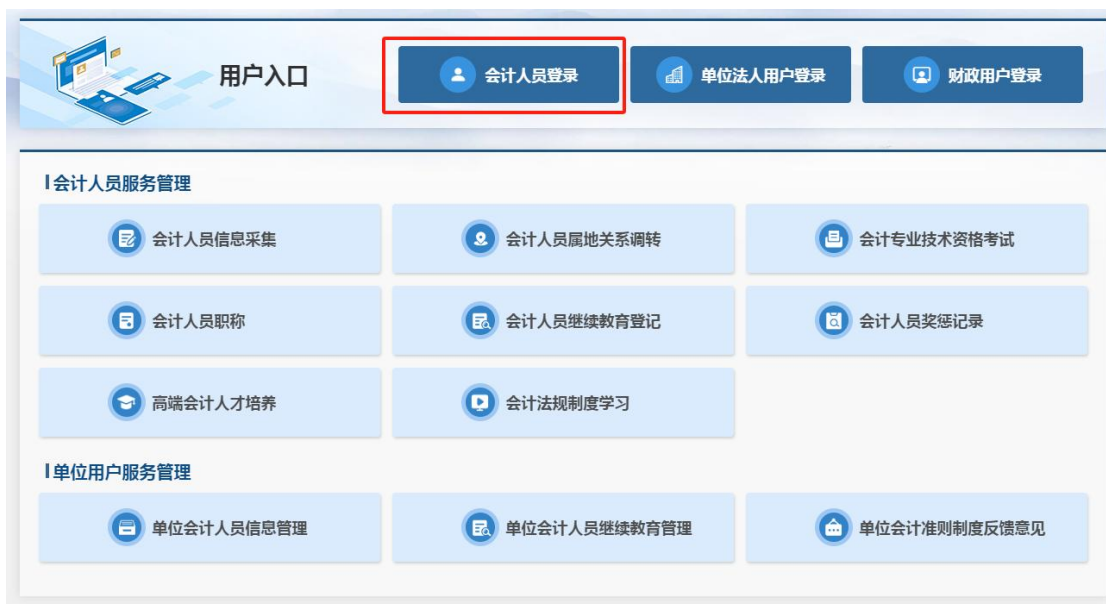 用户入口 会计人员登录 单位法人用户登录 财政用户登录
会计人员服务管理
会计人员信息采集 会计人员属地关系调转 会计专业技术资格考试
会计人员职称 会计人员继续教育登记 会计人员奖惩记录
高端会计人才培养 会计法规制度学习
单位用户服务管理
单位会计人员信息管理 单位会计人员继续教育管理 单位会计准则制度反馈意见